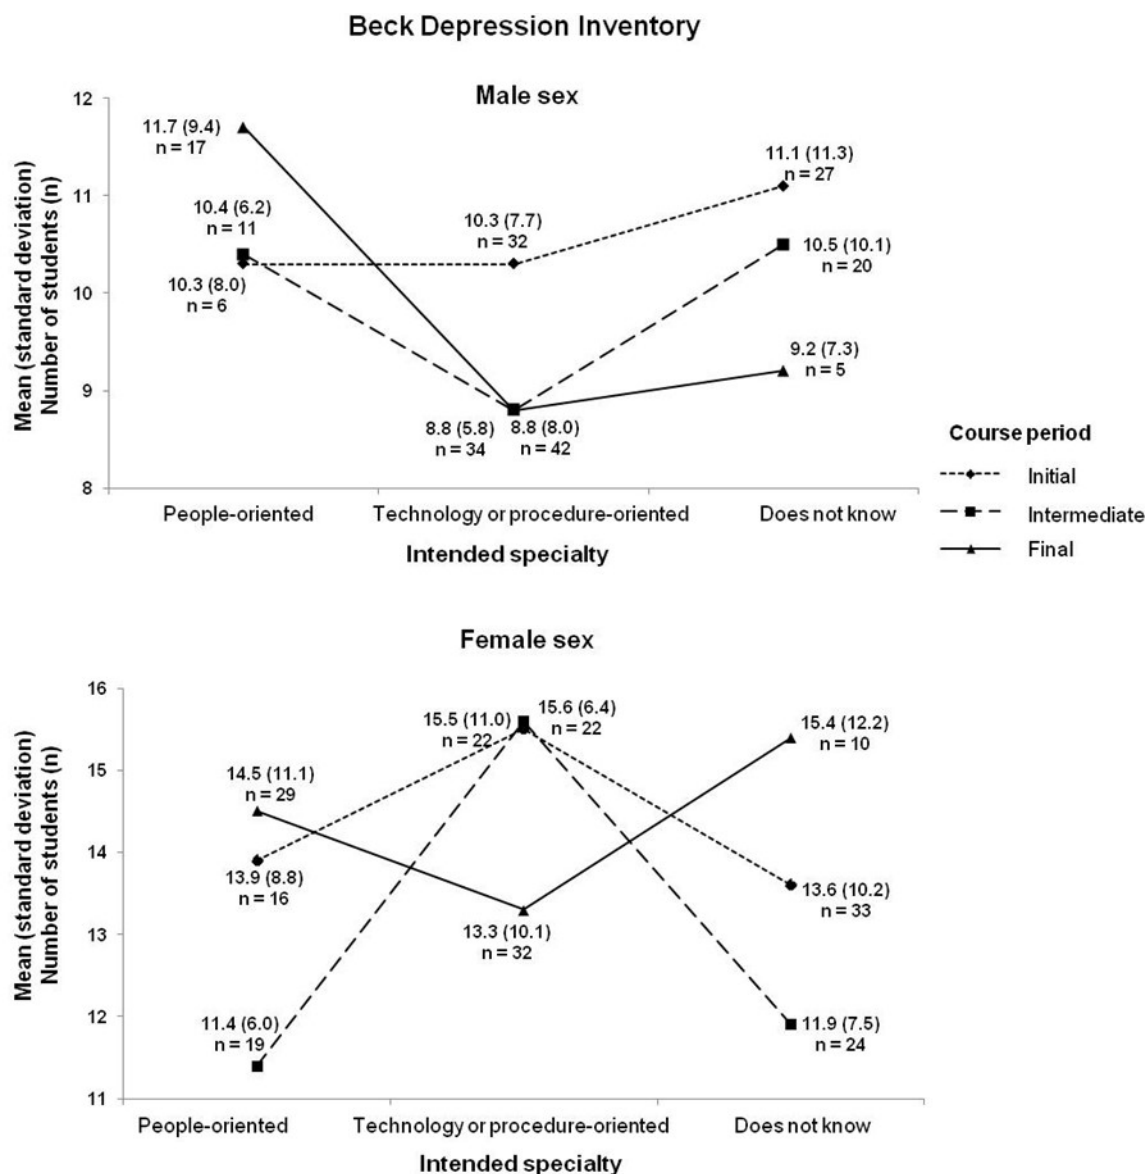 Beck Depression Inventory
Male sex
Mean (standard deviation)
Number of students (n)
12
11
10
9
8
11.7 (9.4)
n = 17
10.4 (6.2)
n = 11
10.3 (8.0)
n = 6
10.3 (7.7)
n = 32
8.8 (5.8)
n = 34
8.8 (8.0)
n = 42
11.1 (11.3)
n = 27
10.5 (10.1)
n = 20
9.2 (7.3)
n = 5
People-oriented
Technology or procedure-oriented
Does not know
Intended specialty
Course period
Initial
Intermediate
Final
Female sex
Mean (standard deviation)
Number of students (n)
16
15
14
13
12
11
14.5 (11.1)
n = 29
13.9 (8.8)
n = 16
11.4 (6.0)
n = 19
15.5 (11.0)
n = 22
15.6 (6.4)
n = 22
13.3 (10.1)
n = 32
15.4 (12.2)
n = 10
13.6 (10.2)
n = 33
11.9 (7.5)
n = 24
People-oriented
Technology or procedure-oriented
Does not know
Intended specialty